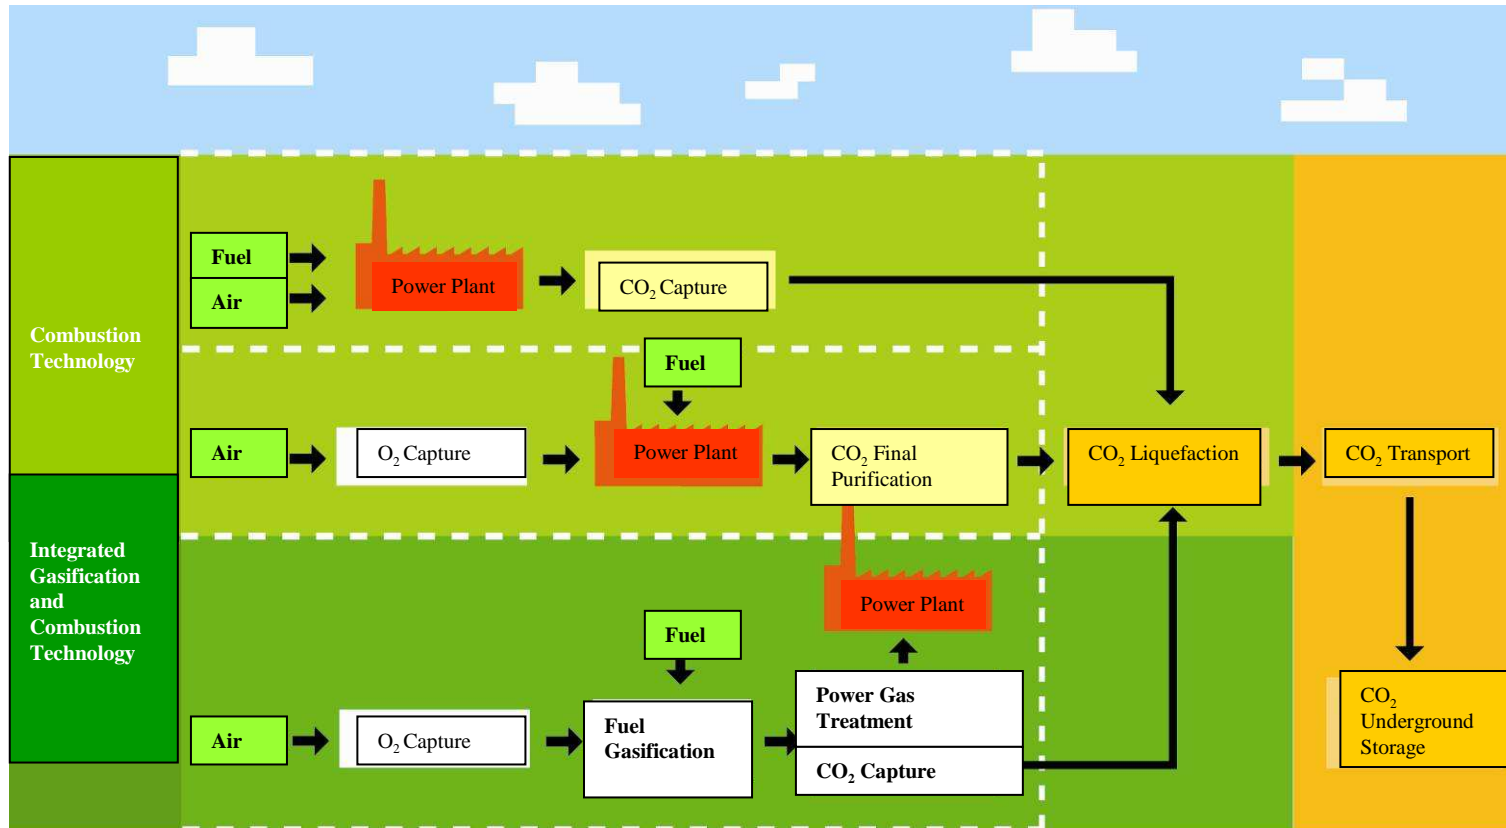 Combustion
Technology
Fuel
Air
Power Plant
CO₂ Capture
Fuel
Air
O₂ Capture
Power Plant
CO₂ Final
Purification
CO₂ Liquefaction
CO₂ Transport
Integrated
Gasification
and
Combustion
Technology
Power Plant
Fuel
Air
O₂ Capture
Fuel
Gasification
Power Gas
Treatment
CO₂ Capture
CO₂
Underground
Storage